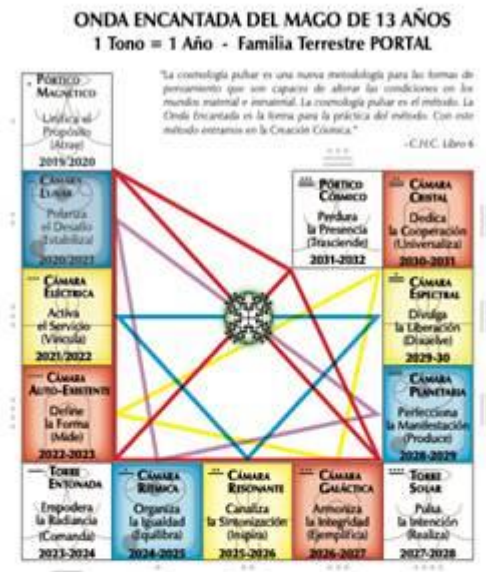 ONDA ENCANTADA DEL MAGO DE 13 AÑOS
1 Tono = 1 Año - Familia Terrestre PORTAL
"La cosmología pulsar es una nueva metodología para las formas de
pensamiento que son capaces de alterar las condiciones en los
mundos material e inmaterial. La cosmología pulsar es el método. La
Onda Encantada es la forma para la práctica del método. Con este
método entramos en la Creación Cósmica."
- C.H.C. Libro 6
PÓRTICO
MAGNÉTICO
Unifica el
Propósito
(Atrae)
2019/2020
CÁMARA
LUNAR
Polariza
el Desafío
Estabiliza)
2020/2021
CÁMARA
ELÉCTRICA
Activa
el Servicio
(Vincula)
2021/2022
CÁMARA
AUTO-EXISTENTE
Define
la Forma
(Mide)
2022-2023
TORRE
ENTONADA
Empodera
la Radiancia
(Comanda)
2023-2024
CÁMARA
RÍTMICA
Organiza
la Igualdad
(Equilibra)
2024-2025
CÁMARA
RESONANTE
Canaliza
la Sintonización
(Inspira)
2025-2026
CÁMARA
GALÁCTICA
Armoniza
la Integridad
(Ejemplifica)
2026-2027
TORRE
SOLAR
Pulsa
la Intención
(Realiza)
2027-2028
CÁMARA
PLANETARIA
Perfecciona
la Manifestación
(Produce)
2028-2029
CÁMARA
ESPECTRAL
Divulga
la Liberación
(Disuelve)
2029-30
CÁMARA
CRISTAL
Dedica
la Cooperación
(Universaliza)
2030-2031
PÓRTICO
CÓSMICO
Perdura
la Presencia
(Trasciende)
2031-2032